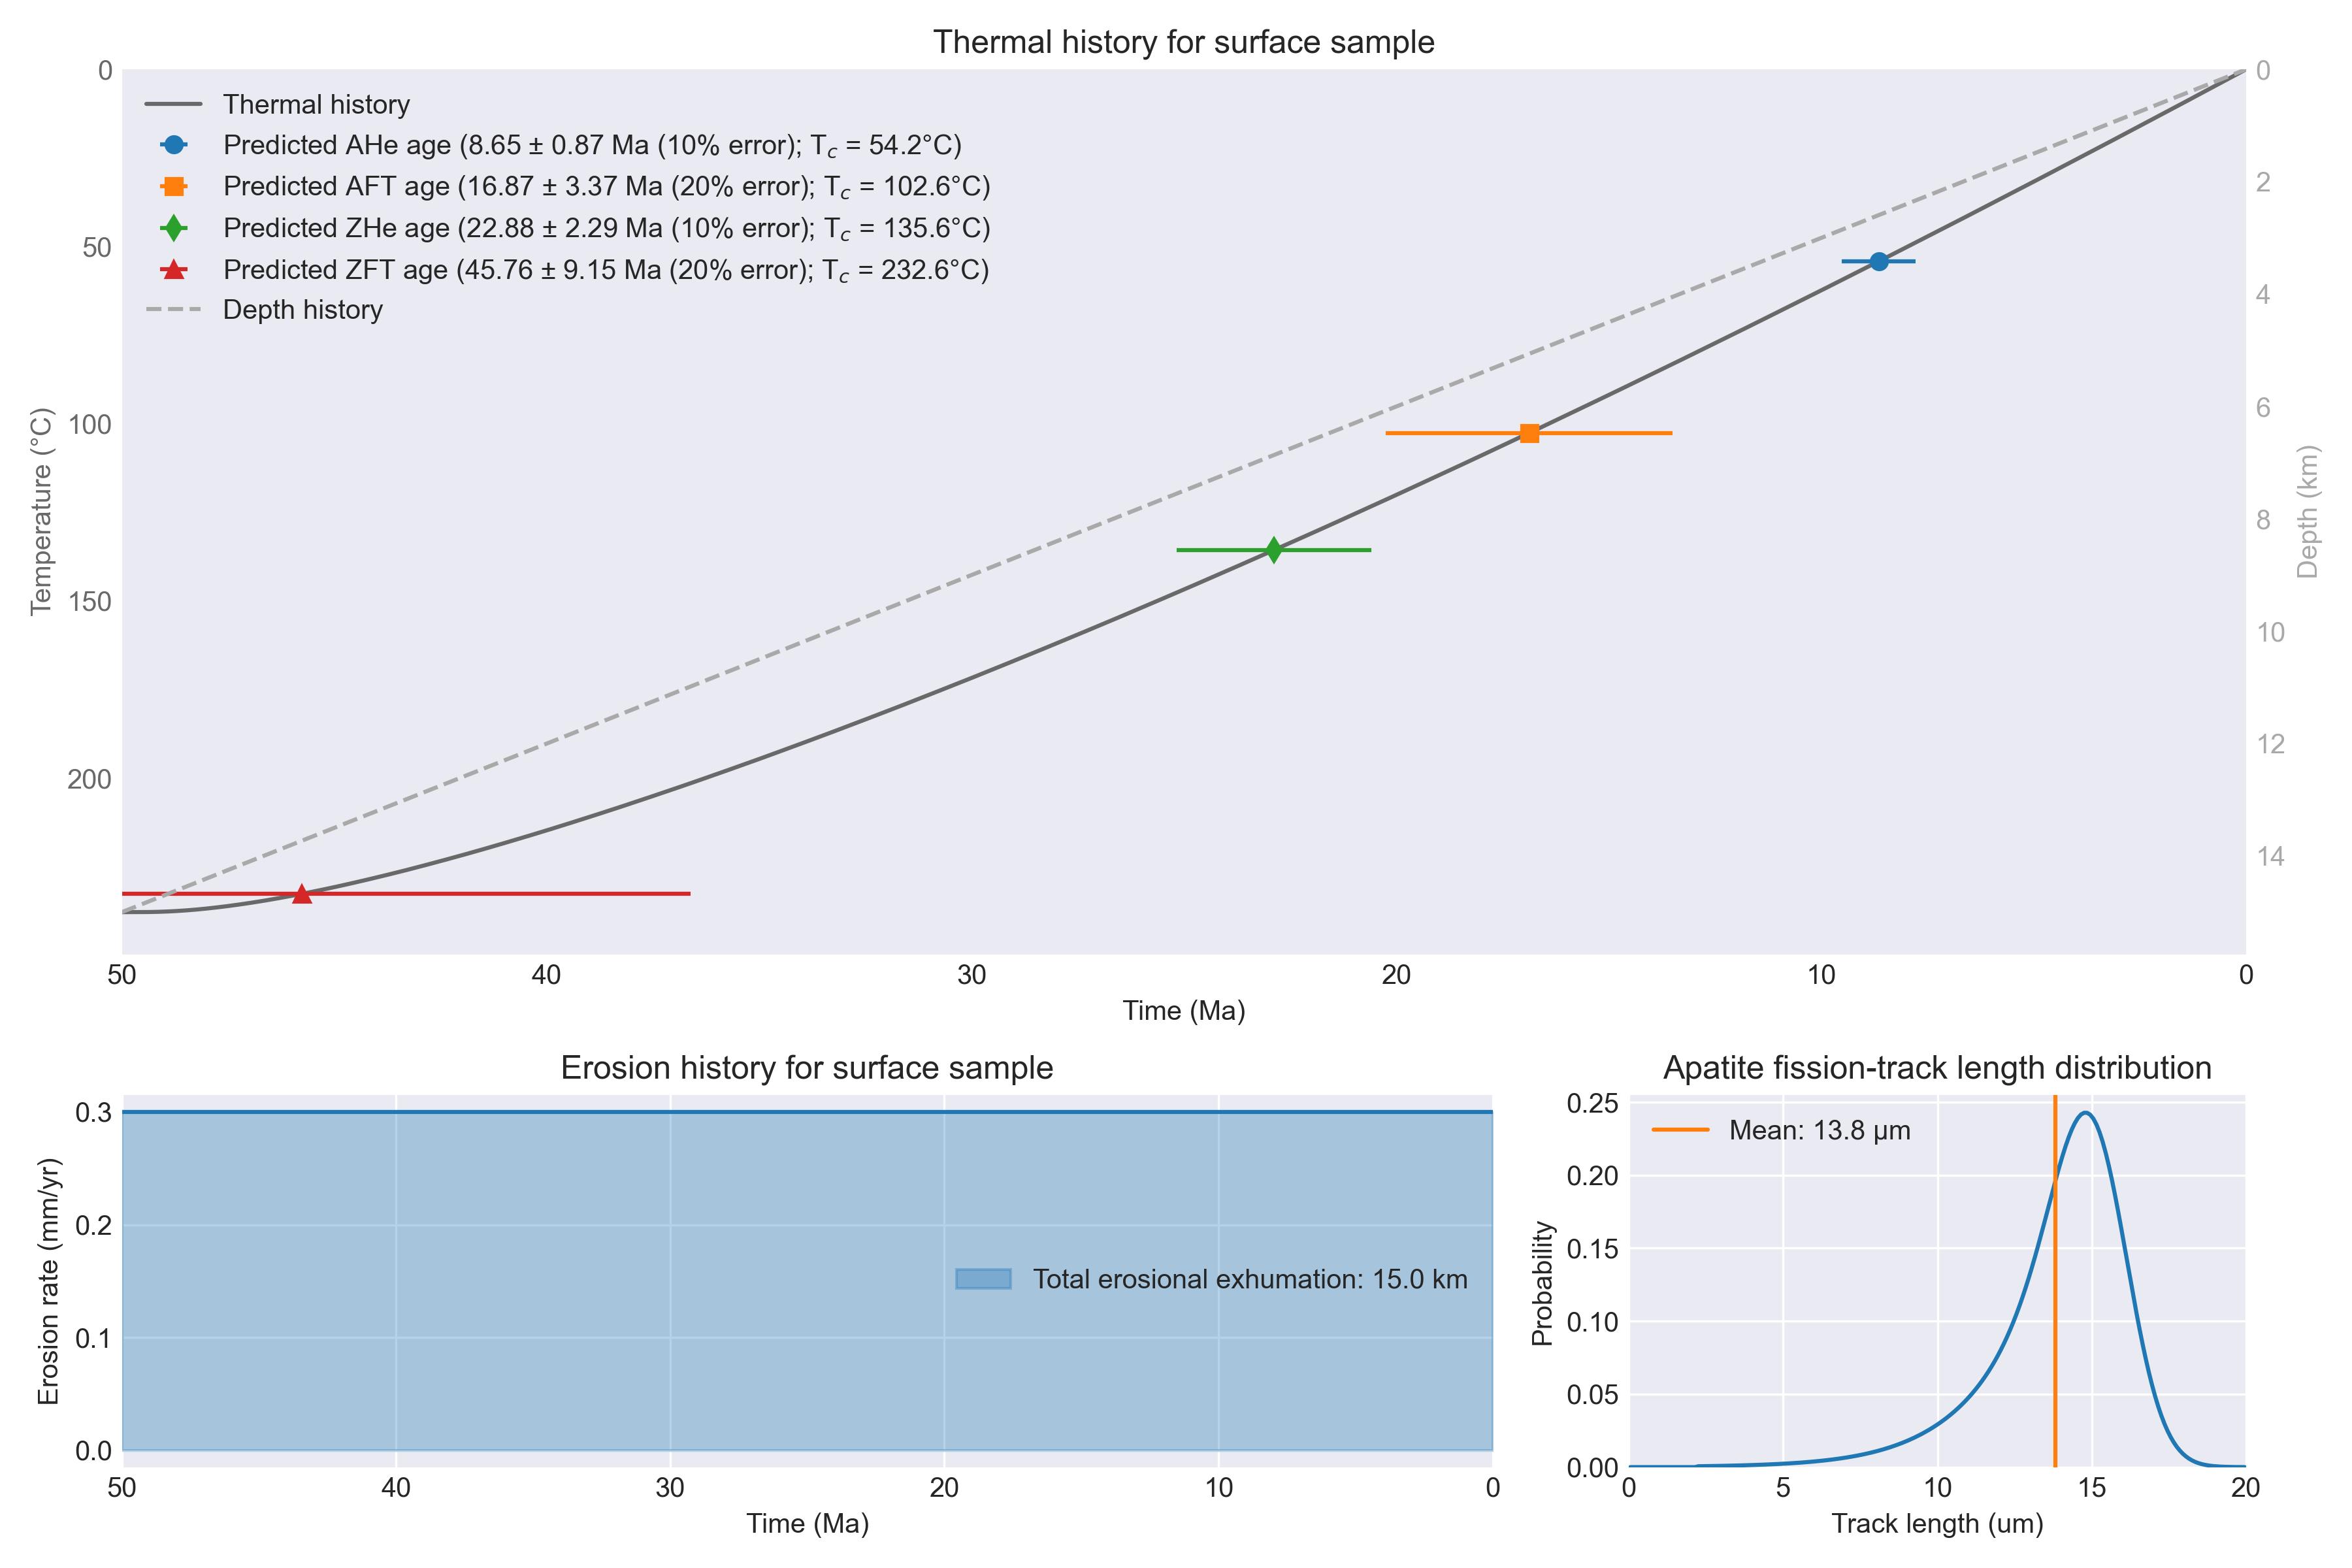 Thermal history for surface sample
Thermal history
Predicted AHe age (8.65 ± 0.87 Ma (10% error); Tc = 54.2°C)
Predicted AFT age (16.87 ± 3.37 Ma (20% error); Tc = 102.6°C)
Predicted ZHe age (22.88 ± 2.29 Ma (10% error); Tc = 135.6°C)
Predicted ZFT age (45.76 ± 9.15 Ma (20% error); Tc = 232.6°C)
Depth history
Temperature (°C)
0
50
100
150
200
Depth (km)
0
2
4
6
8
10
12
14
50 40 30 20 10 0
Time (Ma)
Erosion history for surface sample
Erosion rate (mm/yr)
0.3
0.2
0.1
0.0
Total erosional exhumation: 15.0 km
50 40 30 20 10 0
Time (Ma)
Apatite fission-track length distribution
Probability
0.25
0.20
0.15
0.10
0.05
0.00
Mean: 13.8 µm
0 5 10 15 20
Track length (um)